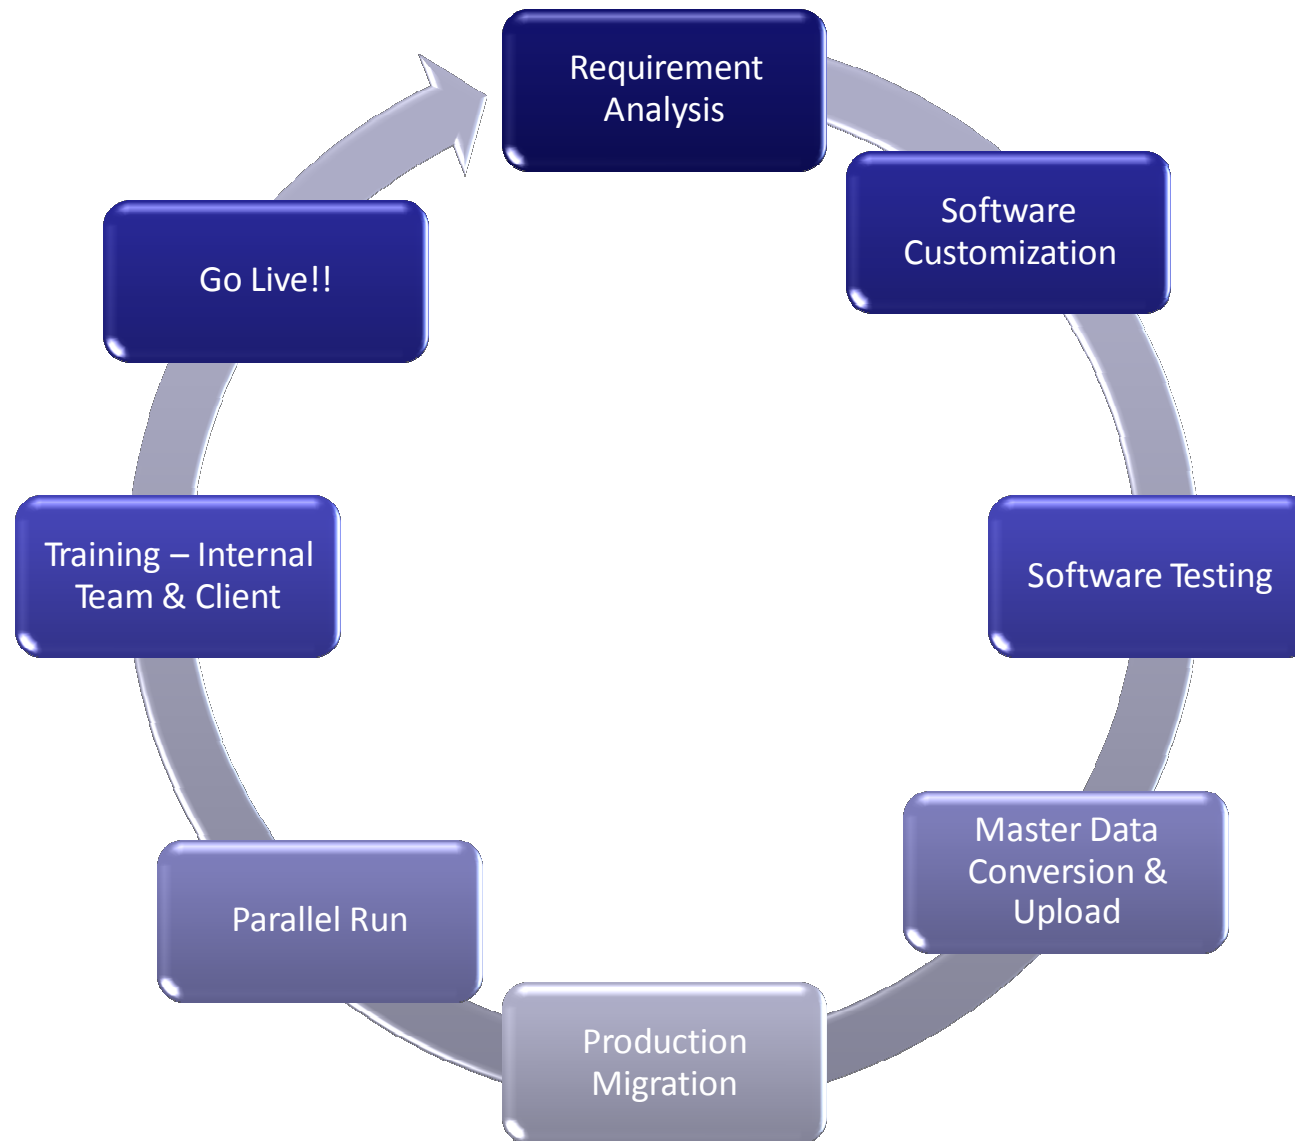 Requirement
Analysis
Software
Customization
Software Testing
Master Data
Conversion &
Upload
Production
Migration
Parallel Run
Training – Internal
Team & Client
Go Live!!